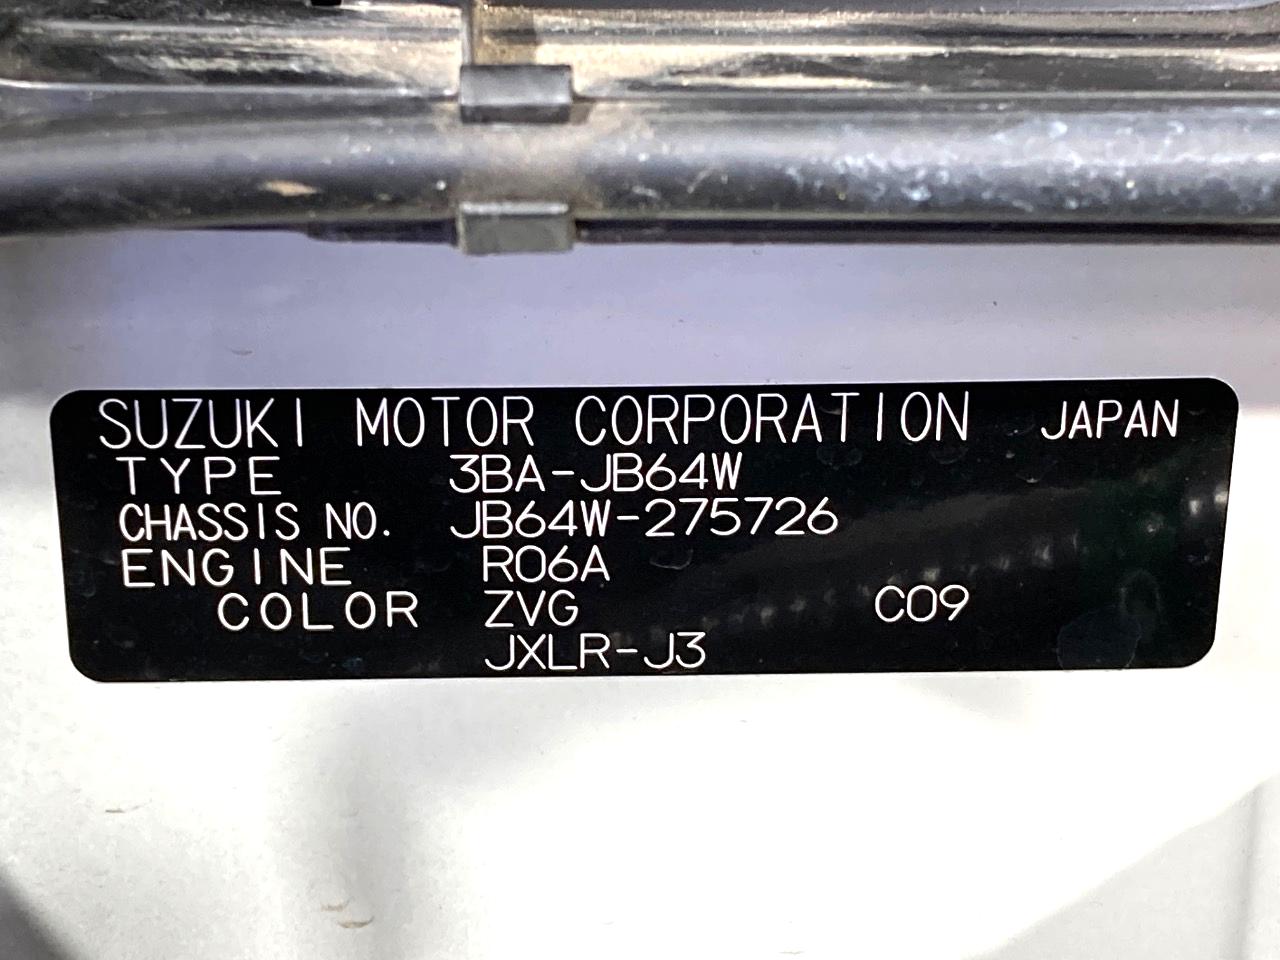 SUZUKI MOTOR CORPORATION JAPAN
TYPE 3BA-JB64W
CHASSIS NO. JB64W-275726
ENGINE R06A
COLOR ZVG C09
JXLR-J3